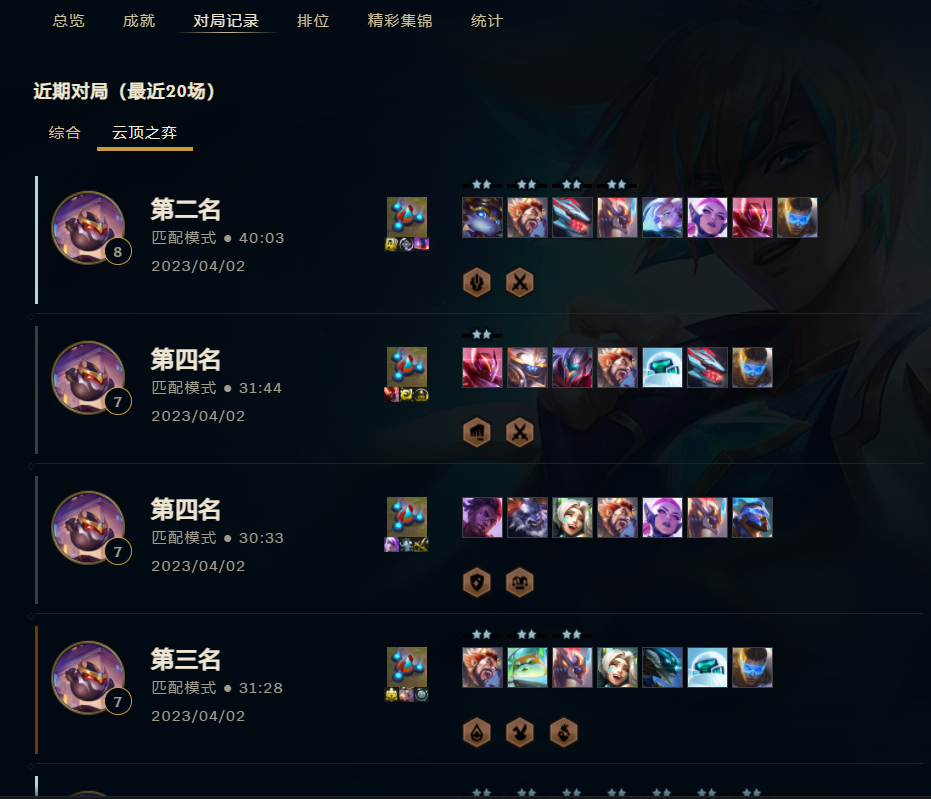 总览 成就 对局记录 排位 精彩集锦 统计
近期对局（最近20场）
综合 云顶之弈
第二名
匹配模式 ● 40:03
8
2023/04/02
第四名
匹配模式 ● 31:44
7
2023/04/02
第四名
匹配模式 ● 30:33
7
2023/04/02
第三名
匹配模式 ● 31:28
7
2023/04/02